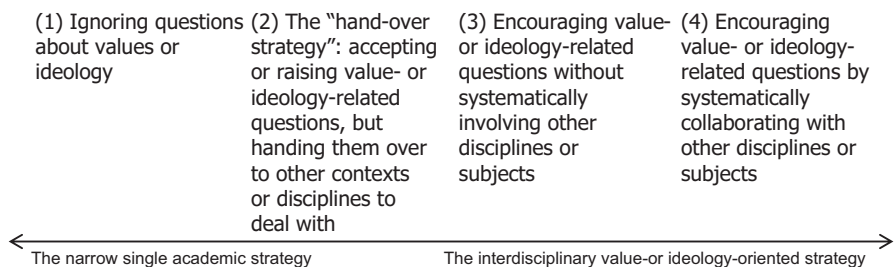 (1) Ignoring questions
about values or
ideology
(2) The “hand-over
strategy”: accepting
or raising value- or
ideology-related
questions, but
handing them over
to other contexts
or disciplines to
deal with
(3) Encouraging value-
or ideology-related
questions without
systematically
involving other
disciplines or
subjects
(4) Encouraging
value- or ideology-
related questions by
systematically
collaborating with
other disciplines or
subjects
The narrow single academic strategy
The interdisciplinary value-or ideology-oriented strategy